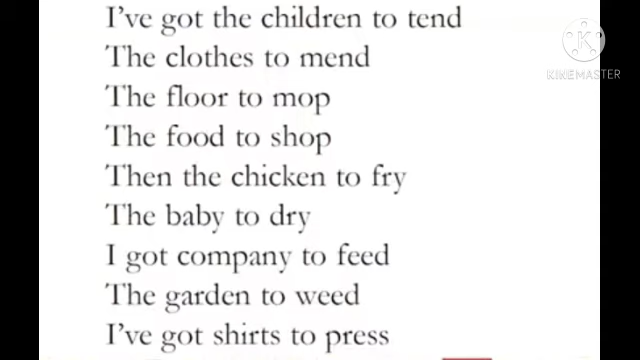 I've got the children to tend
The clothes to mend
The floor to mop
The food to shop
Then the chicken to fry
The baby to dry
I got company to feed
The garden to weed
I've got shirts to press
KINEMASTER